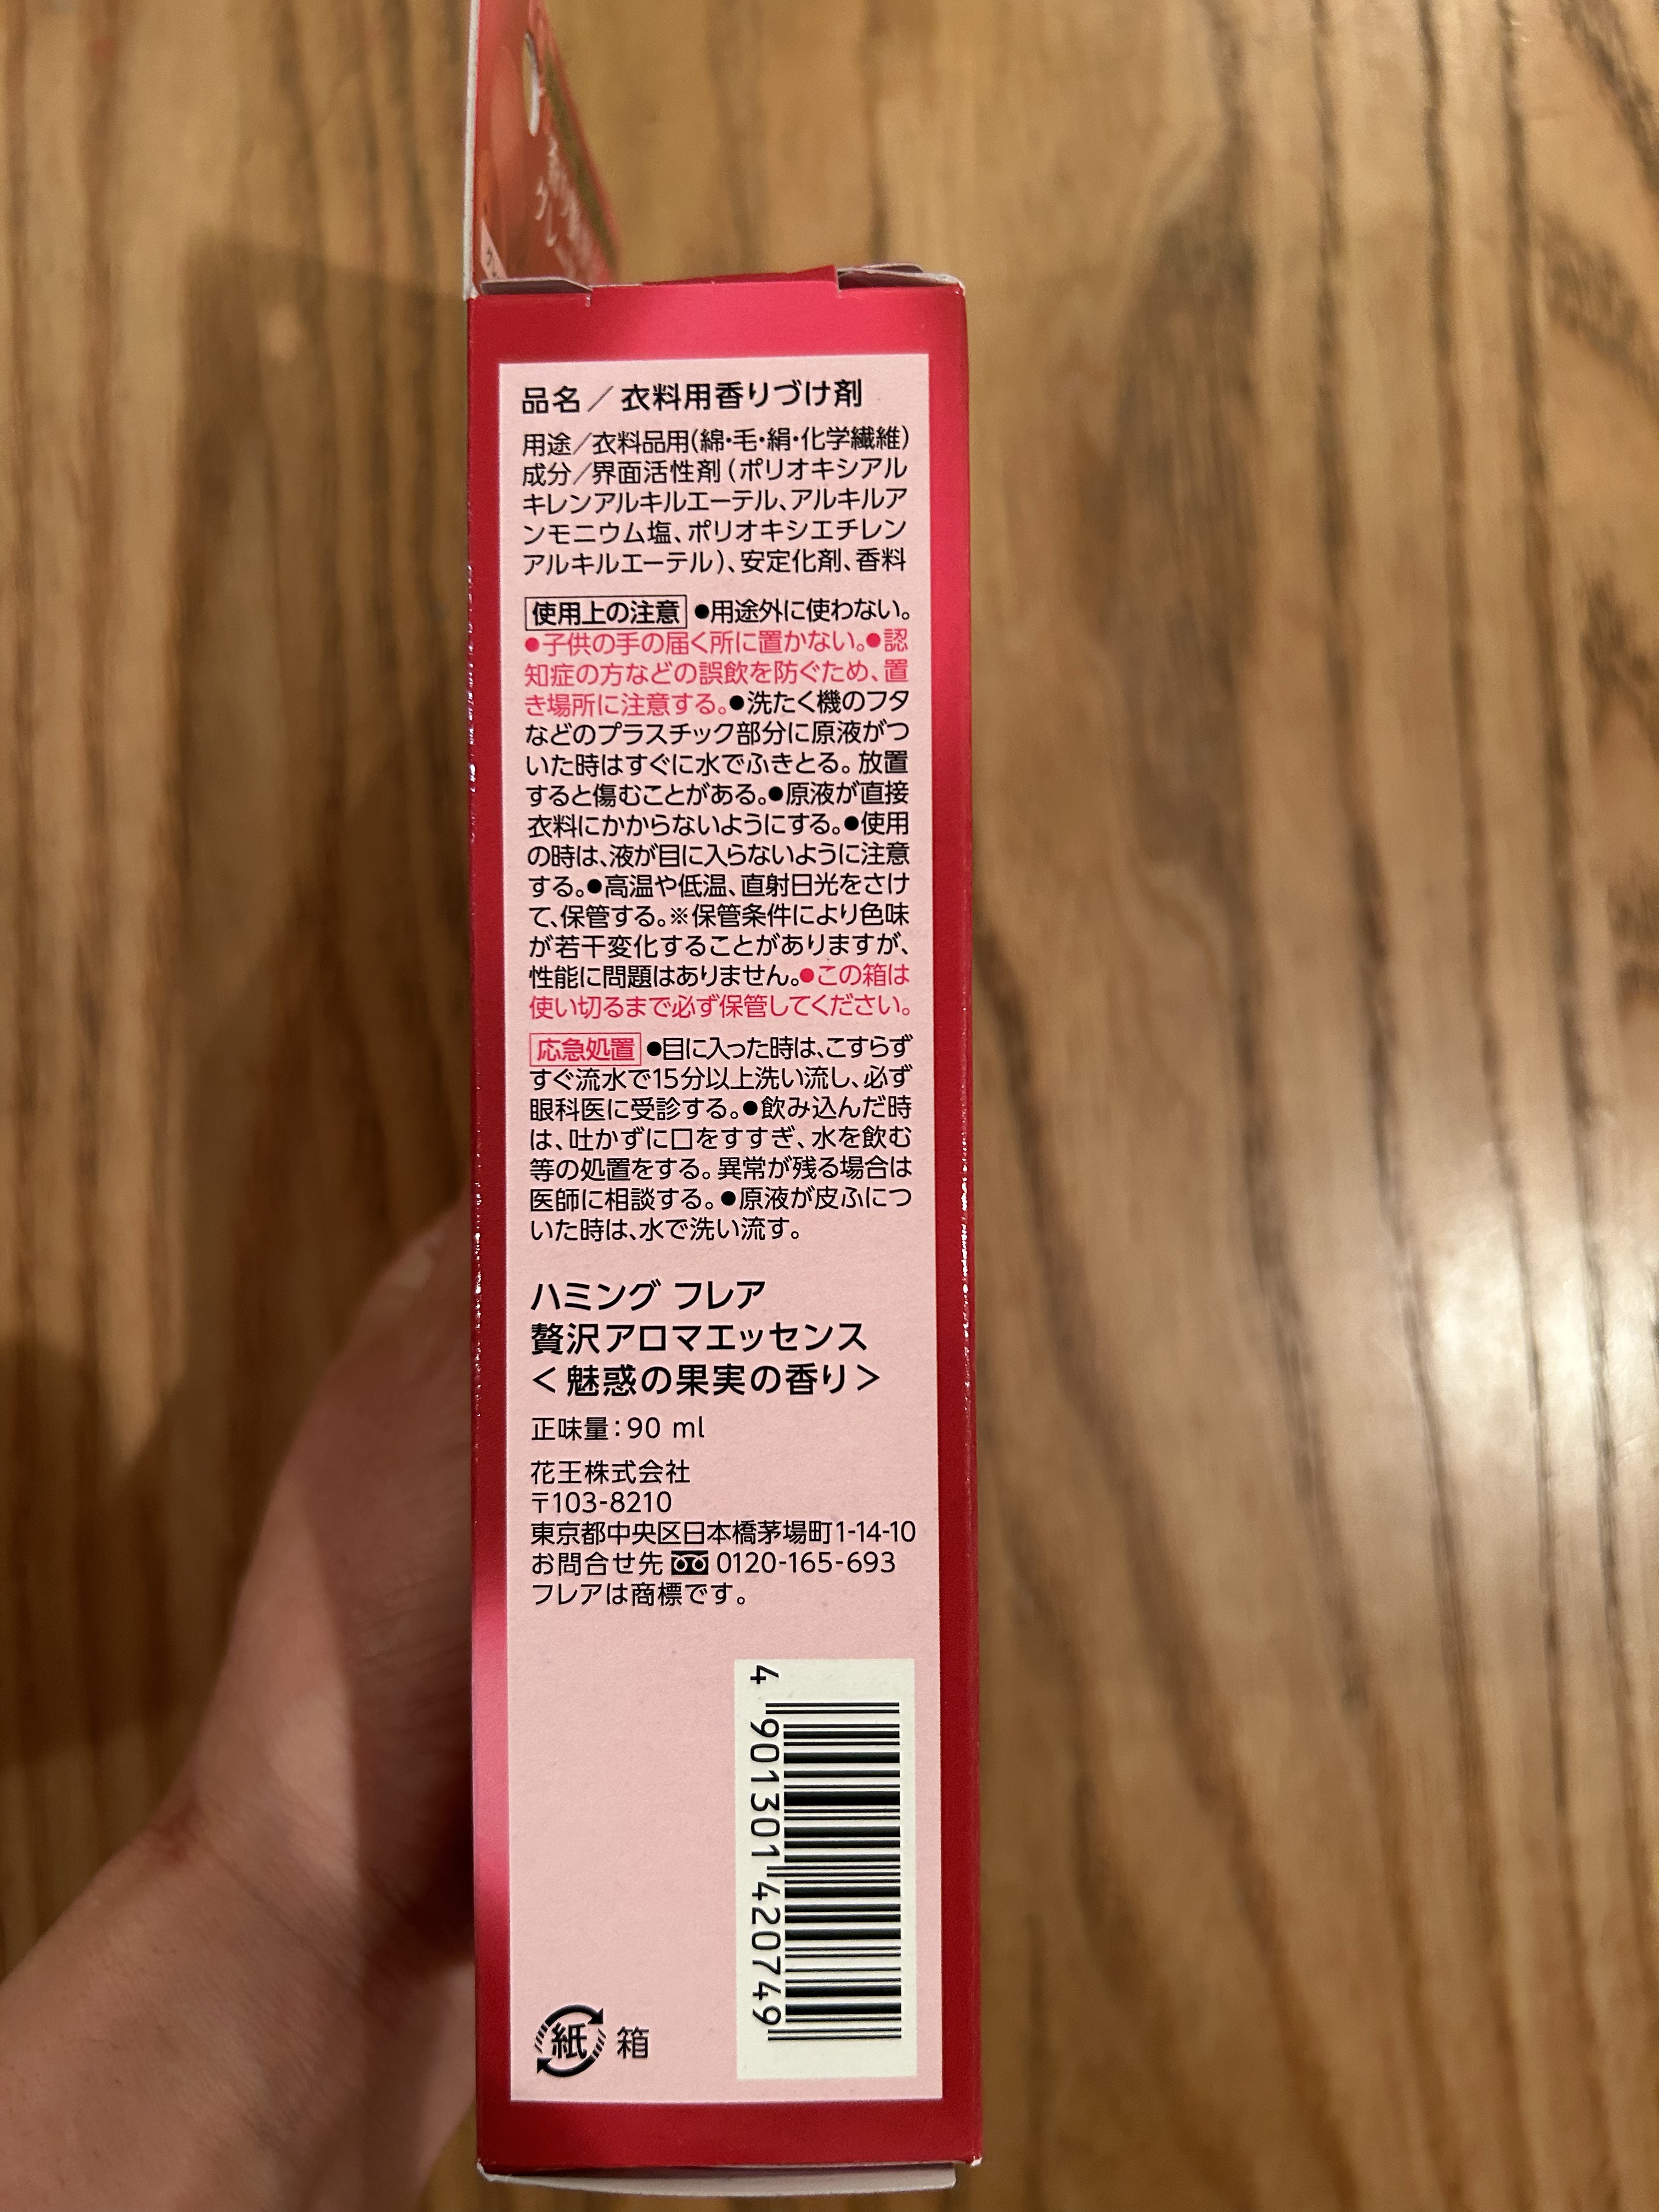 品名／衣料用香りづけ剤
用途／衣料品用(綿・毛・絹・化学繊維)
成分／界面活性剤(ポリオキシアル
キレンアルキルエーテル、アルキルア
ンモニウム塩、ポリオキシエチレン
アルキルエーテル)、安定化剤、香料
使用上の注意 ●用途外に使わない。
●子供の手の届く所に置かない。●認
知症の方などの誤飲を防ぐため、置
き場所に注意する。●洗たく機のフタ
などのプラスチック部分に原液がつ
いた時はすぐに水でふきとる。放置
すると傷むことがある。●原液が直接
衣料にかからないようにする。●使用
の時は、液が目に入らないように注意
する。●高温や低温、直射日光をさけ
て、保管する。※保管条件により色味
が若干変化することがありますが、
性能に問題はありません。●この箱は
使い切るまで必ず保管してください。
応急処置 ●目に入った時は、こすらず
すぐ流水で15分以上洗い流し、必ず
眼科医に受診する。●飲み込んだ時
は、吐かずに口をすすぎ、水を飲む
等の処置をする。異常が残る場合は
医師に相談する。●原液が皮ふにつ
いた時は、水で洗い流す。
ハミング フレア
贅沢アロマエッセンス
＜魅惑の果実の香り＞
正味量：90 ml
花王株式会社
〒103-8210
東京都中央区日本橋茅場町1-14-10
お問合せ先 0120-165-693
フレアは商標です。
4 901301 420749
紙 箱